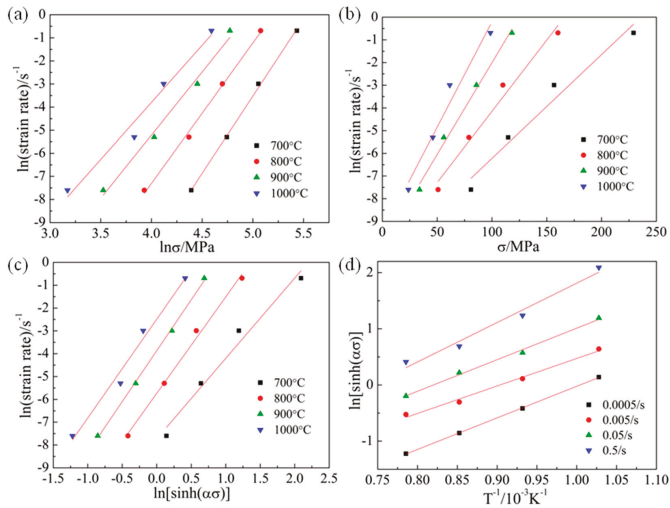 (a)
ln(strain rate)/s⁻¹
0
-1
-2
-3
-4
-5
-6
-7
-8
700°C
800°C
900°C
1000°C
3.0 3.5 4.0 4.5 5.0 5.5
lnσ/MPa
(b)
ln(strain rate)/s⁻¹
0
-1
-2
-3
-4
-5
-6
-7
-8
700°C
800°C
900°C
1000°C
0 50 100 150 200 250
σ/MPa
(c)
ln(strain rate)/s⁻¹
0
-1
-2
-3
-4
-5
-6
-7
-8
700°C
800°C
900°C
1000°C
-1.5 -1.0 -0.5 0.0 0.5 1.0 1.5 2.0 2.5
ln[sinh(ασ)]
(d)
ln[sinh(ασ)]
2
1
0
-1
0.0005/s
0.005/s
0.05/s
0.5/s
0.75 0.80 0.85 0.90 0.95 1.00 1.05 1.10
T⁻¹/10⁻³K⁻¹